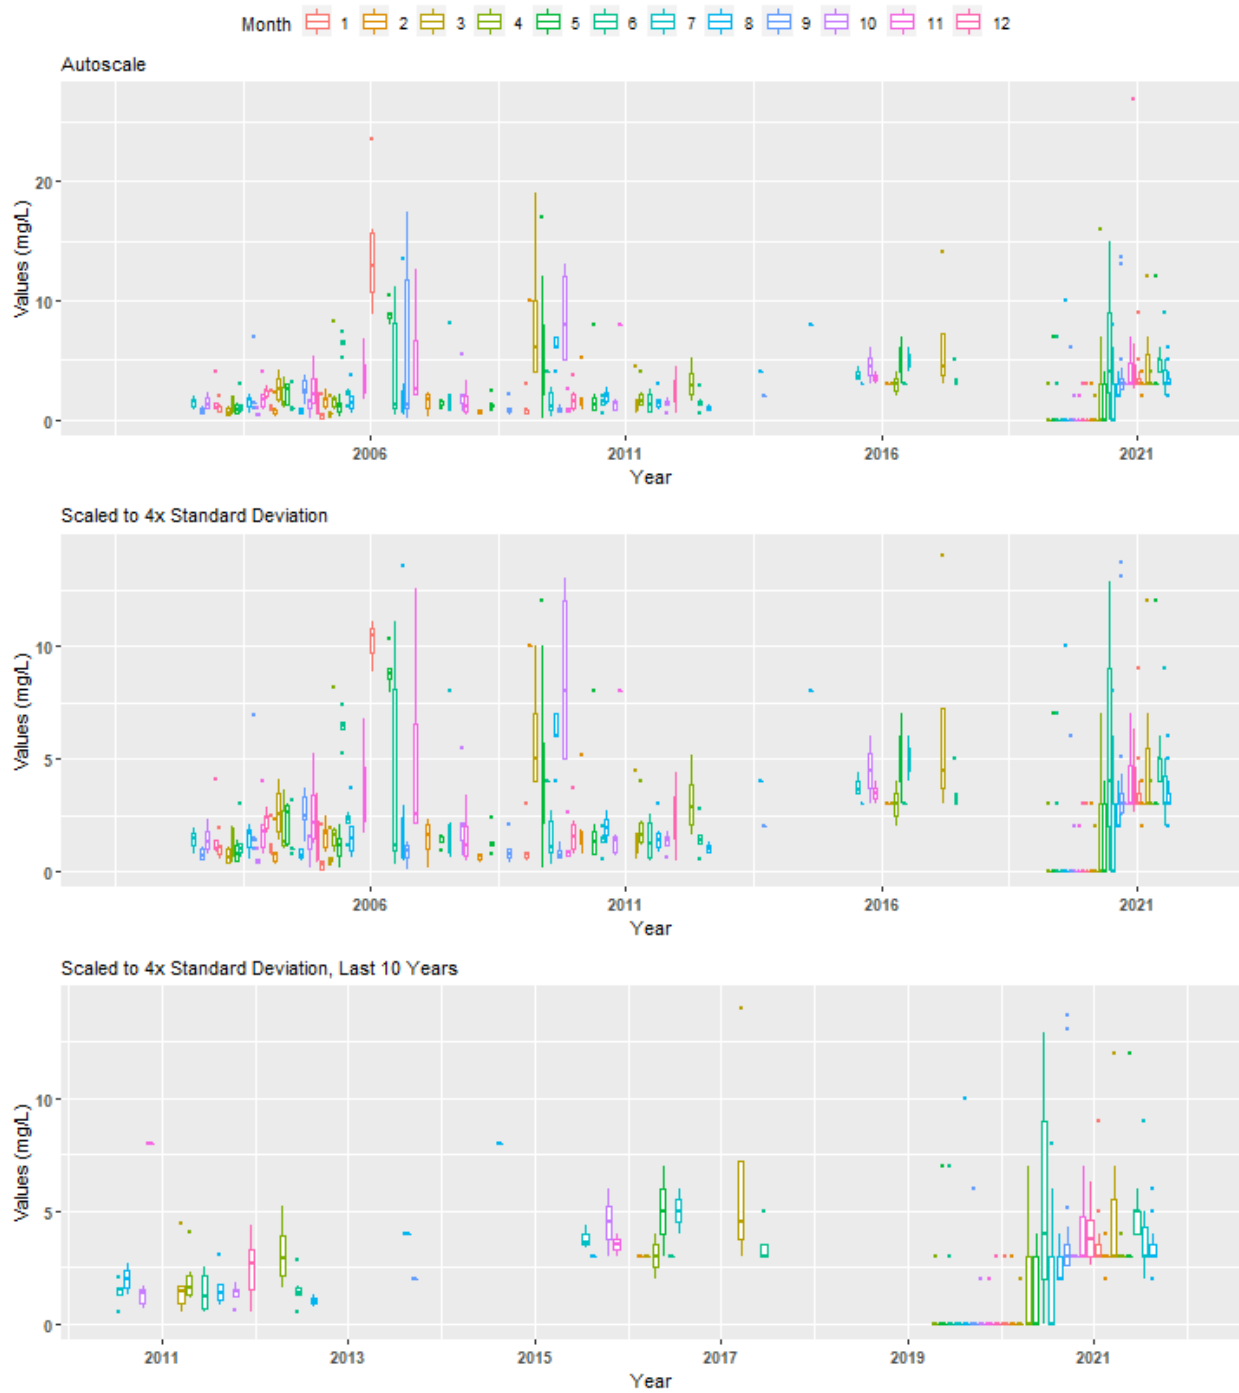 Month 1 2 3 4 5 6 7 8 9 10 11 12
Autoscale
Values (mg/L)
20
10
0
2006 2011 2016 2021
Year
Scaled to 4x Standard Deviation
Values (mg/L)
10
5
0
2006 2011 2016 2021
Year
Scaled to 4x Standard Deviation, Last 10 Years
Values (mg/L)
10
5
0
2011 2013 2015 2017 2019 2021
Year